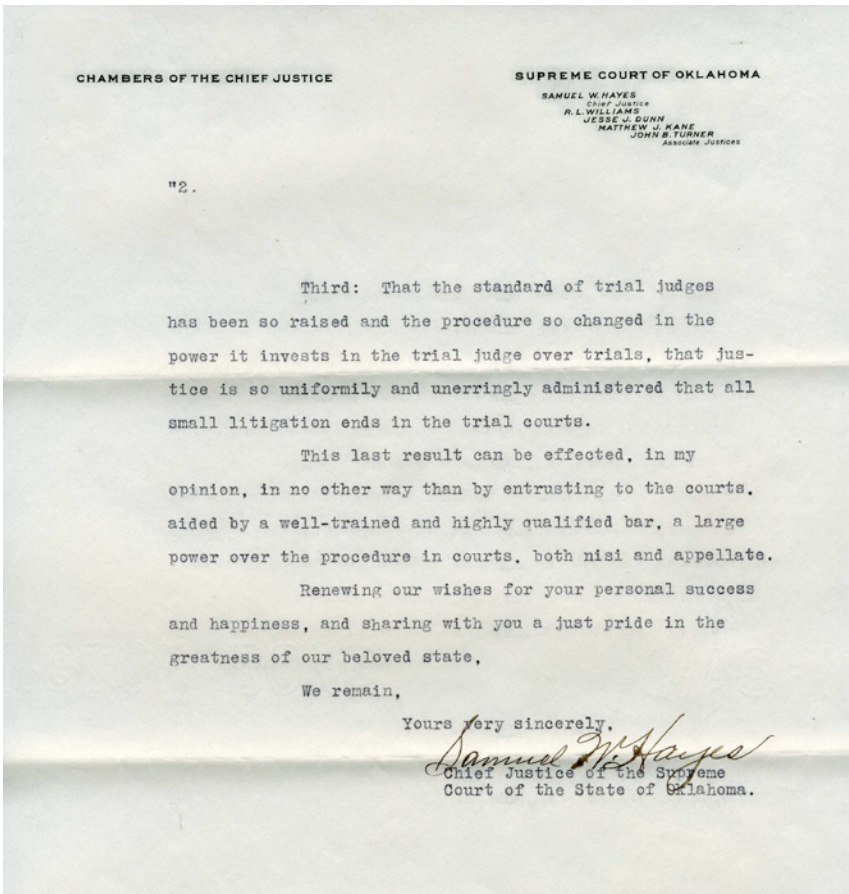 CHAMBERS OF THE CHIEF JUSTICE
SUPREME COURT OF OKLAHOMA
SAMUEL W. HAYES
Chief Justice
R. L. WILLIAMS
JESSE J. DUNN
MATTHEW J. KANE
JOHN B. TURNER
Associate Justices
"2.
Third: That the standard of trial judges
has been so raised and the procedure so changed in the
power it invests in the trial judge over trials, that jus-
tice is so uniformily and unerringly administered that all
small litigation ends in the trial courts.
This last result can be effected, in my
opinion, in no other way than by entrusting to the courts,
aided by a well-trained and highly qualified bar, a large
power over the procedure in courts, both nisi and appellate.
Renewing our wishes for your personal success
and happiness, and sharing with you a just pride in the
greatness of our beloved state,
We remain,
Yours very sincerely,
Samuel W. Hayes
Chief Justice of the Supreme
Court of the State of Oklahoma.